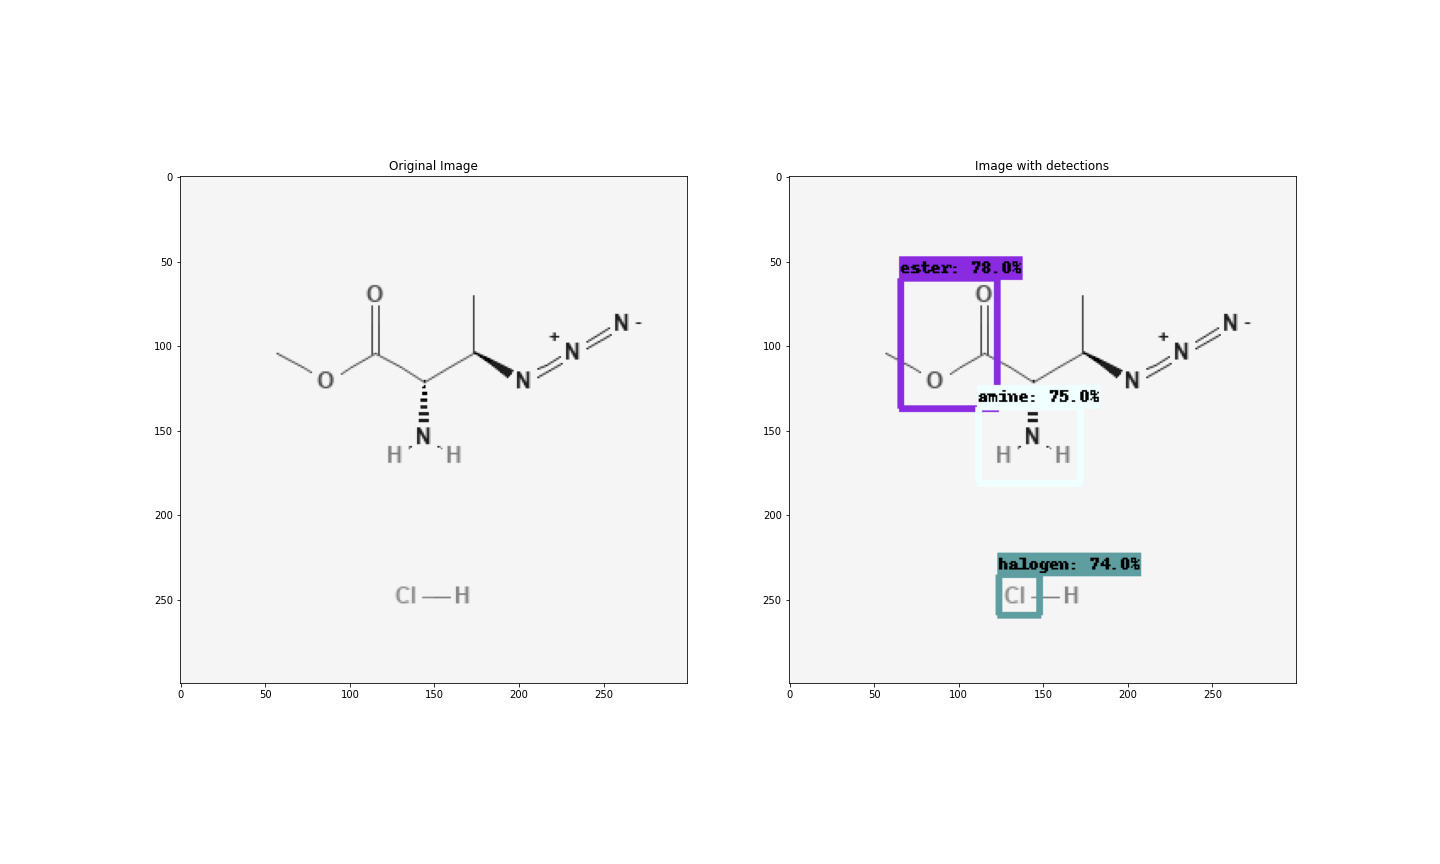 Original Image
0
50
100
150
200
250
O
O
N
+
N
N -
N
H H
Cl H
0 50 100 150 200 250
Image with detections
0
50
100
150
200
250
ester: 78.0%
O
O
N
+
N
N -
amine: 75.0%
N
H H
halogen: 74.0%
Cl H
0 50 100 150 200 250